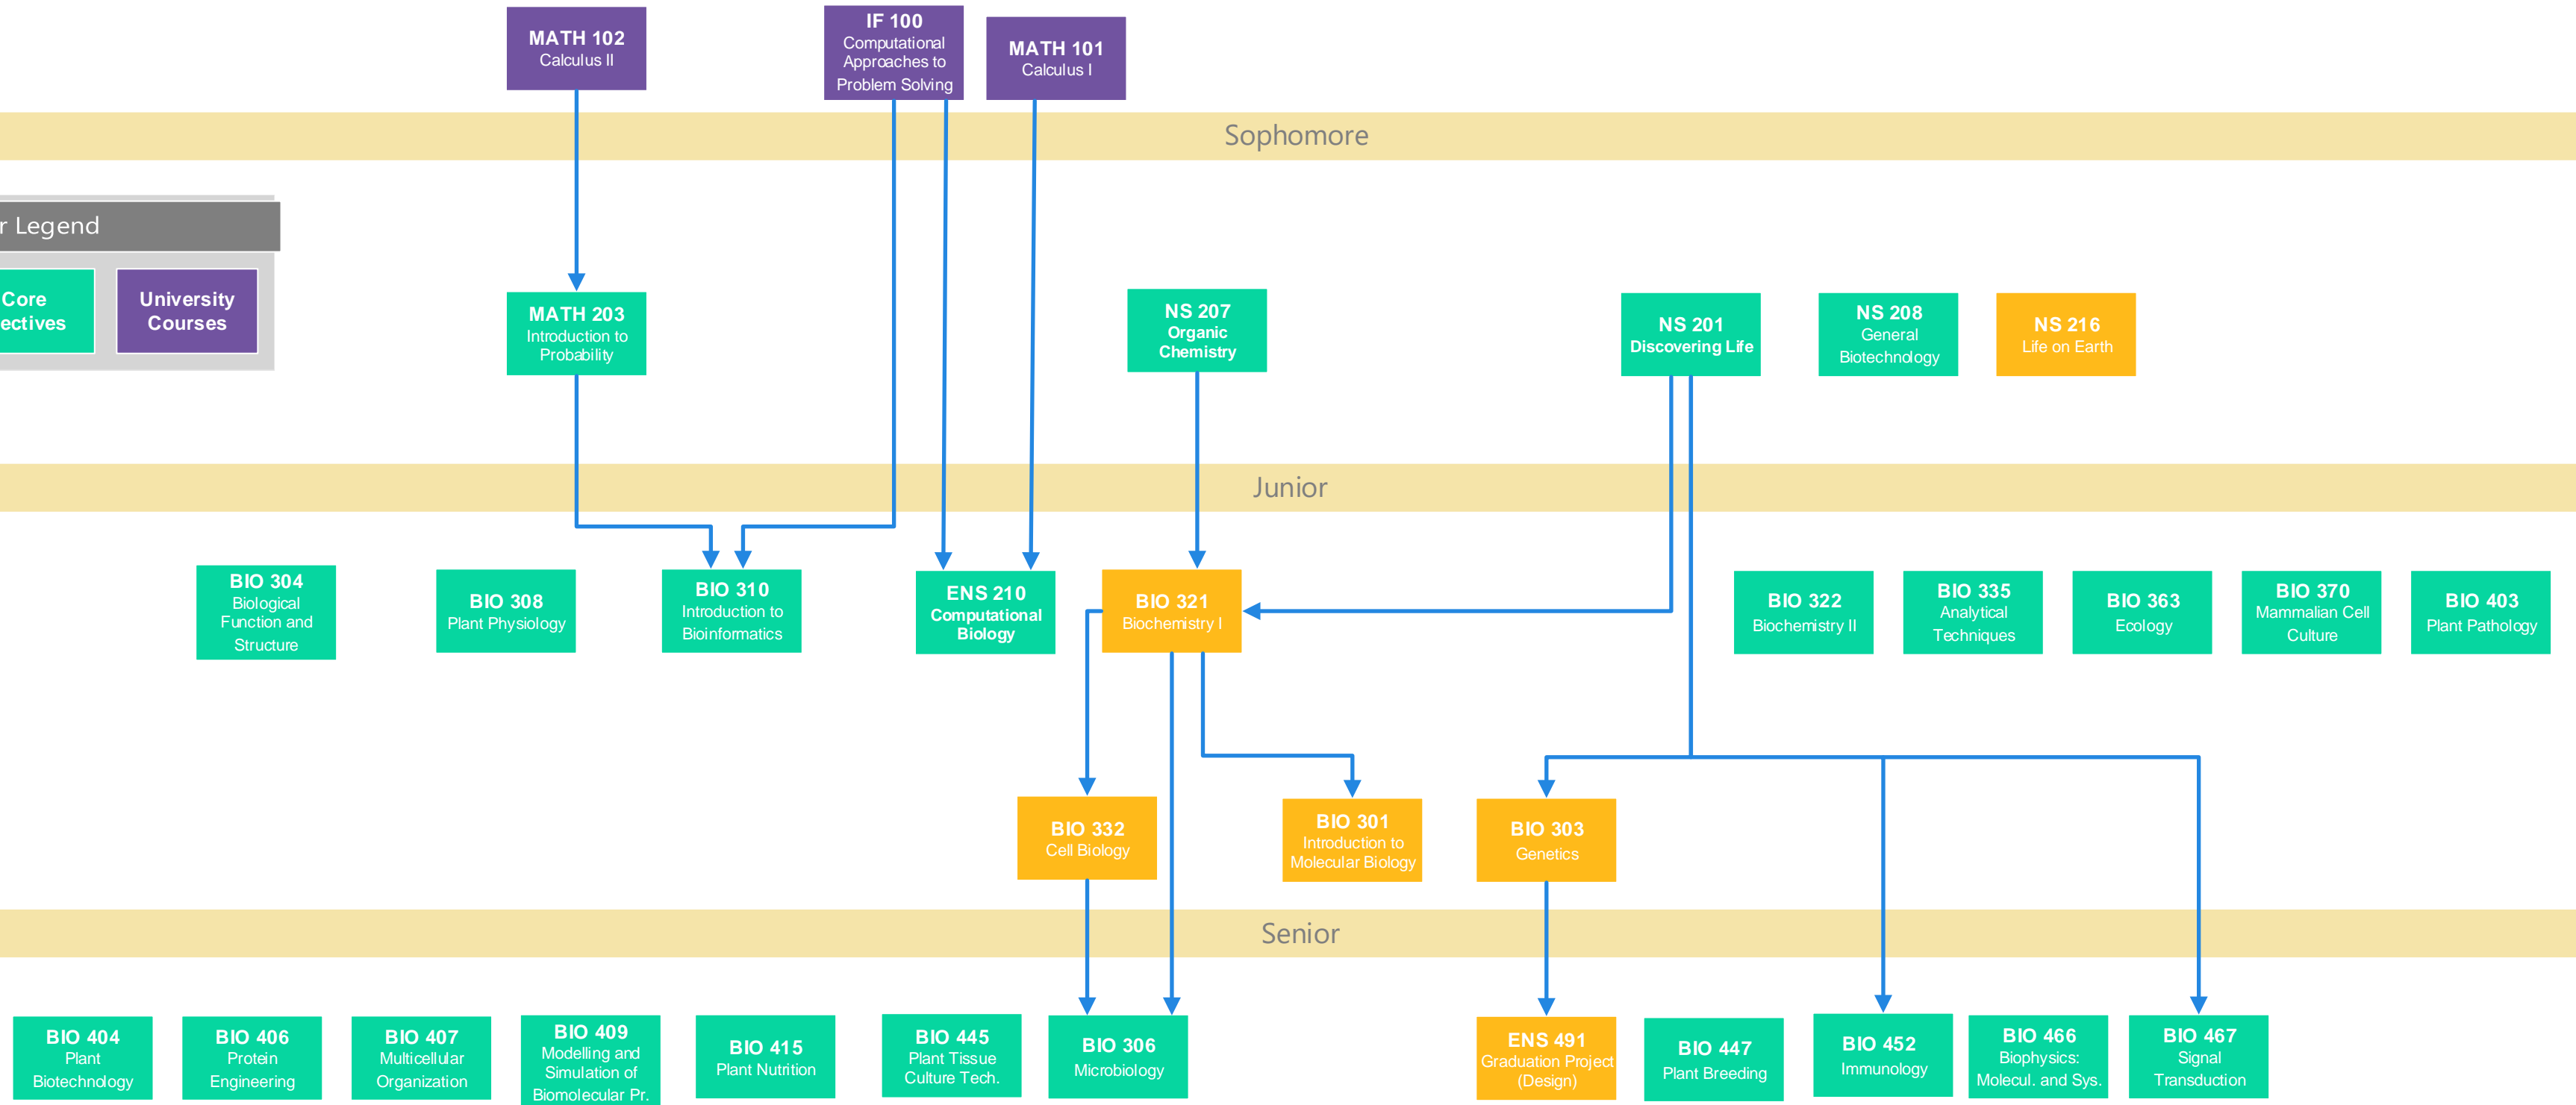 MATH 102
Calculus II
IF 100
Computational
Approaches to
Problem Solving
MATH 101
Calculus I
Sophomore
r Legend
Core
ectives
University
Courses
MATH 203
Introduction to
Probability
NS 207
Organic
Chemistry
NS 201
Discovering Life
NS 208
General
Biotechnology
NS 216
Life on Earth
Junior
BIO 304
Biological
Function and
Structure
BIO 308
Plant Physiology
BIO 310
Introduction to
Bioinformatics
ENS 210
Computational
Biology
BIO 321
Biochemistry I
BIO 322
Biochemistry II
BIO 335
Analytical
Techniques
BIO 363
Ecology
BIO 370
Mammalian Cell
Culture
BIO 403
Plant Pathology
BIO 332
Cell Biology
BIO 301
Introduction to
Molecular Biology
BIO 303
Genetics
Senior
BIO 404
Plant
Biotechnology
BIO 406
Protein
Engineering
BIO 407
Multicellular
Organization
BIO 409
Modelling and
Simulation of
Biomolecular Pr.
BIO 415
Plant Nutrition
BIO 445
Plant Tissue
Culture Tech.
BIO 306
Microbiology
ENS 491
Graduation Project
(Design)
BIO 447
Plant Breeding
BIO 452
Immunology
BIO 466
Biophysics:
Molecul. and Sys.
BIO 467
Signal
Transduction